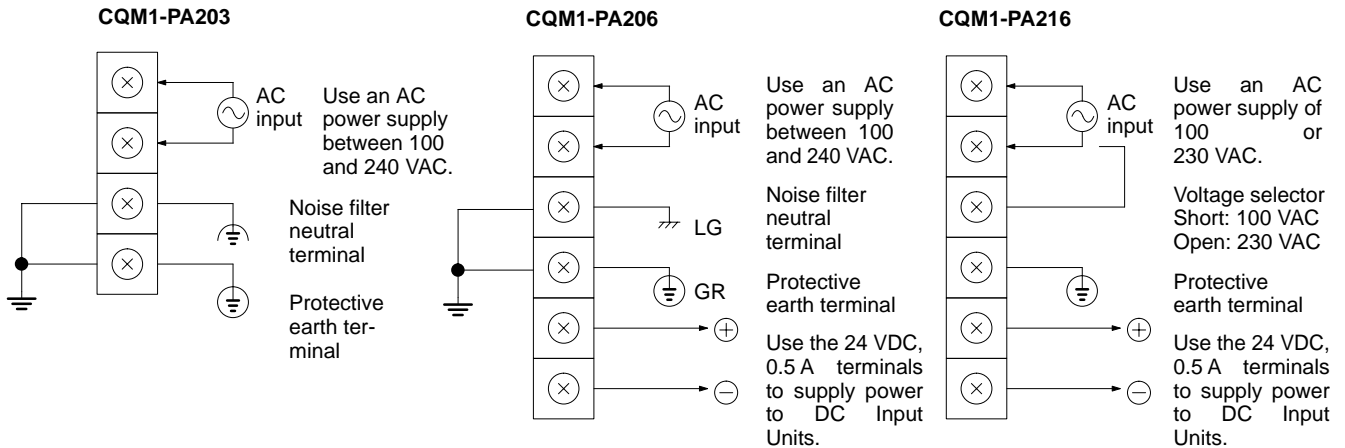 CQM1-PA203
AC
input
Use an AC
power supply
between 100
and 240 VAC.
Noise filter
neutral
terminal
Protective
earth ter-
minal
CQM1-PA206
AC
input
Use an AC
power supply
between 100
and 240 VAC.
LG
Noise filter
neutral
terminal
GR
Protective
earth terminal
Use the 24 VDC,
0.5 A terminals
to supply power
to DC Input
Units.
CQM1-PA216
AC
input
Use an AC
power supply of
100 or
230 VAC.
Voltage selector
Short: 100 VAC
Open: 230 VAC
Protective
earth terminal
Use the 24 VDC,
0.5 A terminals
to supply power
to DC Input
Units.